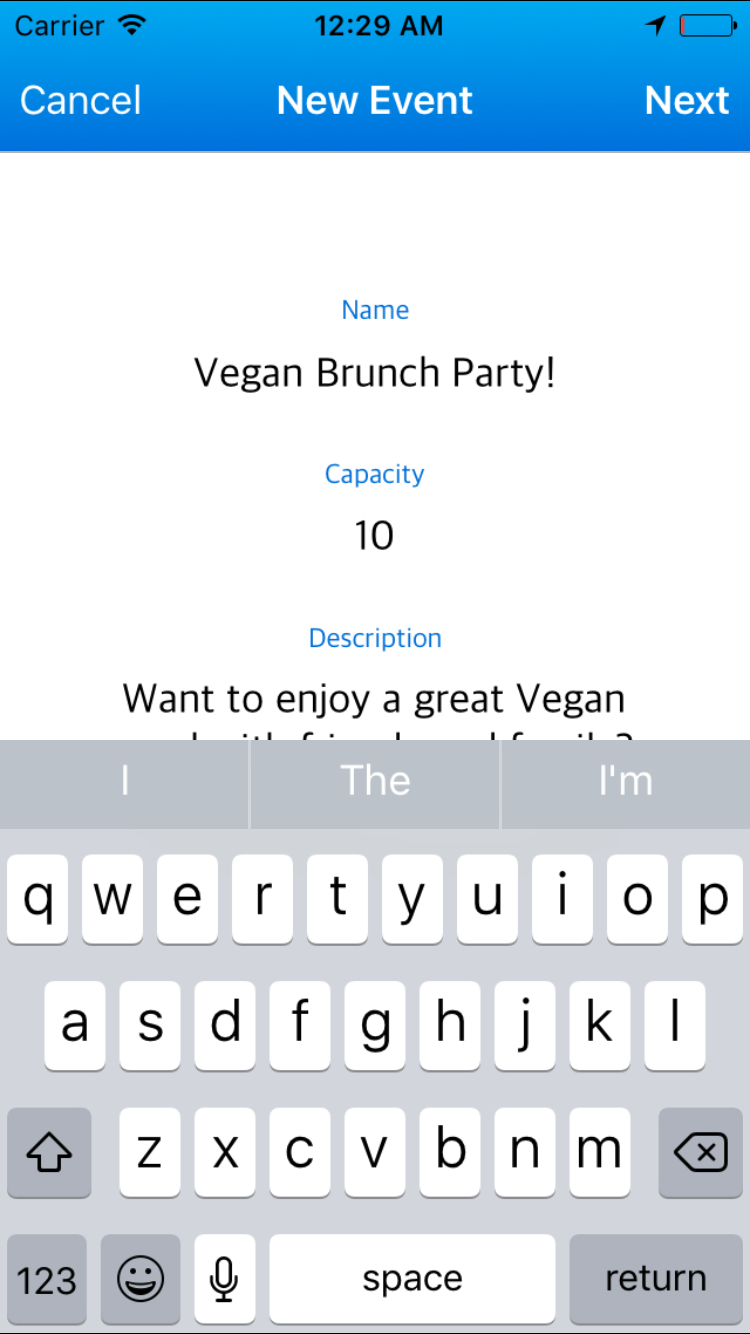 Carrier 12:29 AM
Cancel New Event Next
Name
Vegan Brunch Party!
Capacity
10
Description
Want to enjoy a great Vegan
I The I'm
q w e r t y u i o p
a s d f g h j k l
z x c v b n m
123 space return